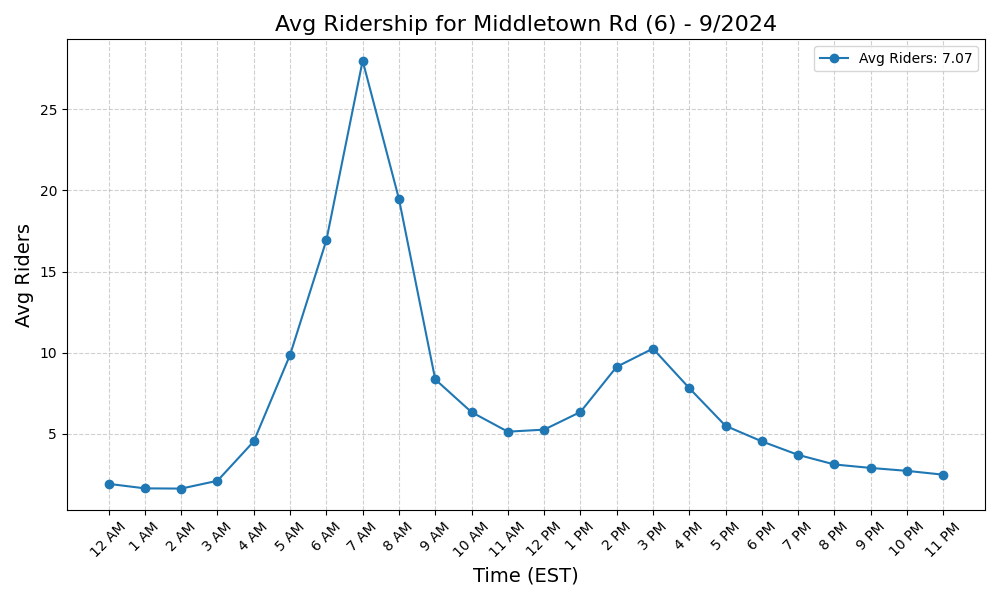 Avg Ridership for Middletown Rd (6) - 9/2024
Avg Riders: 7.07
Avg Riders
25
20
15
10
5
12 AM
1 AM
2 AM
3 AM
4 AM
5 AM
6 AM
7 AM
8 AM
9 AM
10 AM
11 AM
12 PM
1 PM
2 PM
3 PM
4 PM
5 PM
6 PM
7 PM
8 PM
9 PM
10 PM
11 PM
Time (EST)